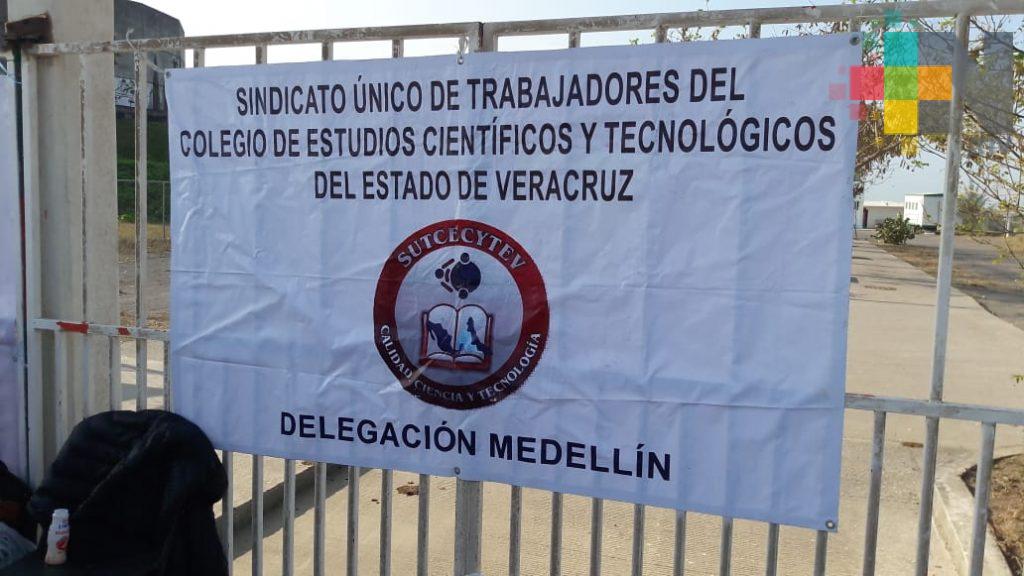 SINDICATO ÚNICO DE TRABAJADORES DEL
COLEGIO DE ESTUDIOS CIENTÍFICOS Y TECNOLÓGICOS
DEL ESTADO DE VERACRUZ
SUTCECYTEV
CALIDAD, CIENCIA Y TECNOLOGÍA
DELEGACIÓN MEDELLÍN